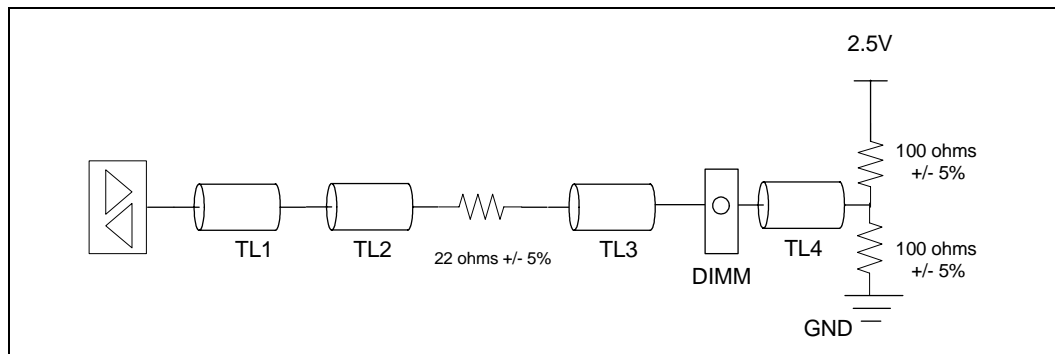 2.5V
100 ohms
+/- 5%
TL1
TL2
22 ohms +/- 5%
TL3
DIMM
TL4
100 ohms
+/- 5%
GND